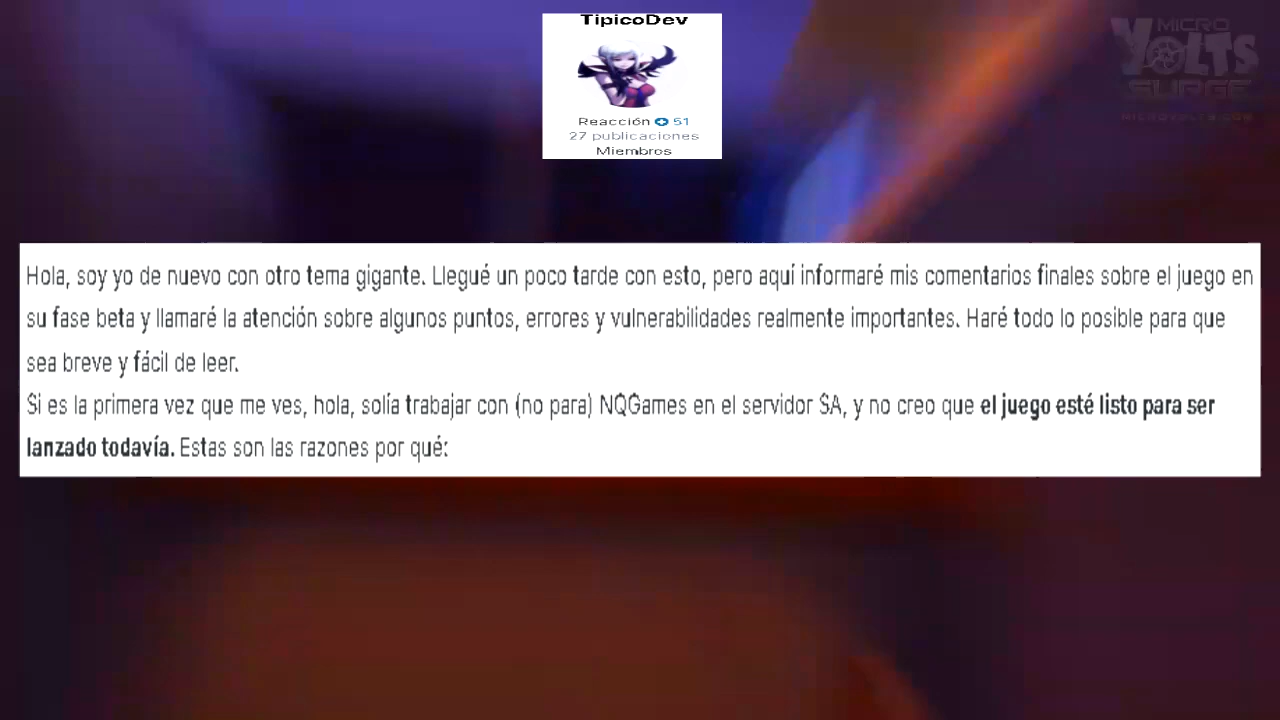 TipicoDev
Reacción + 51
27 publicaciones
Miembros
MICRO
VOLTS
SURGE
MICROVOLTS.COM
Hola, soy yo de nuevo con otro tema gigante. Llegué un poco tarde con esto, pero aquí informaré mis comentarios finales sobre el juego en
su fase beta y llamaré la atención sobre algunos puntos, errores y vulnerabilidades realmente importantes. Haré todo lo posible para que
sea breve y fácil de leer.
Si es la primera vez que me ves, hola, solía trabajar con (no para) NQGames en el servidor SA, y no creo que el juego esté listo para ser
lanzado todavía. Estas son las razones por qué: